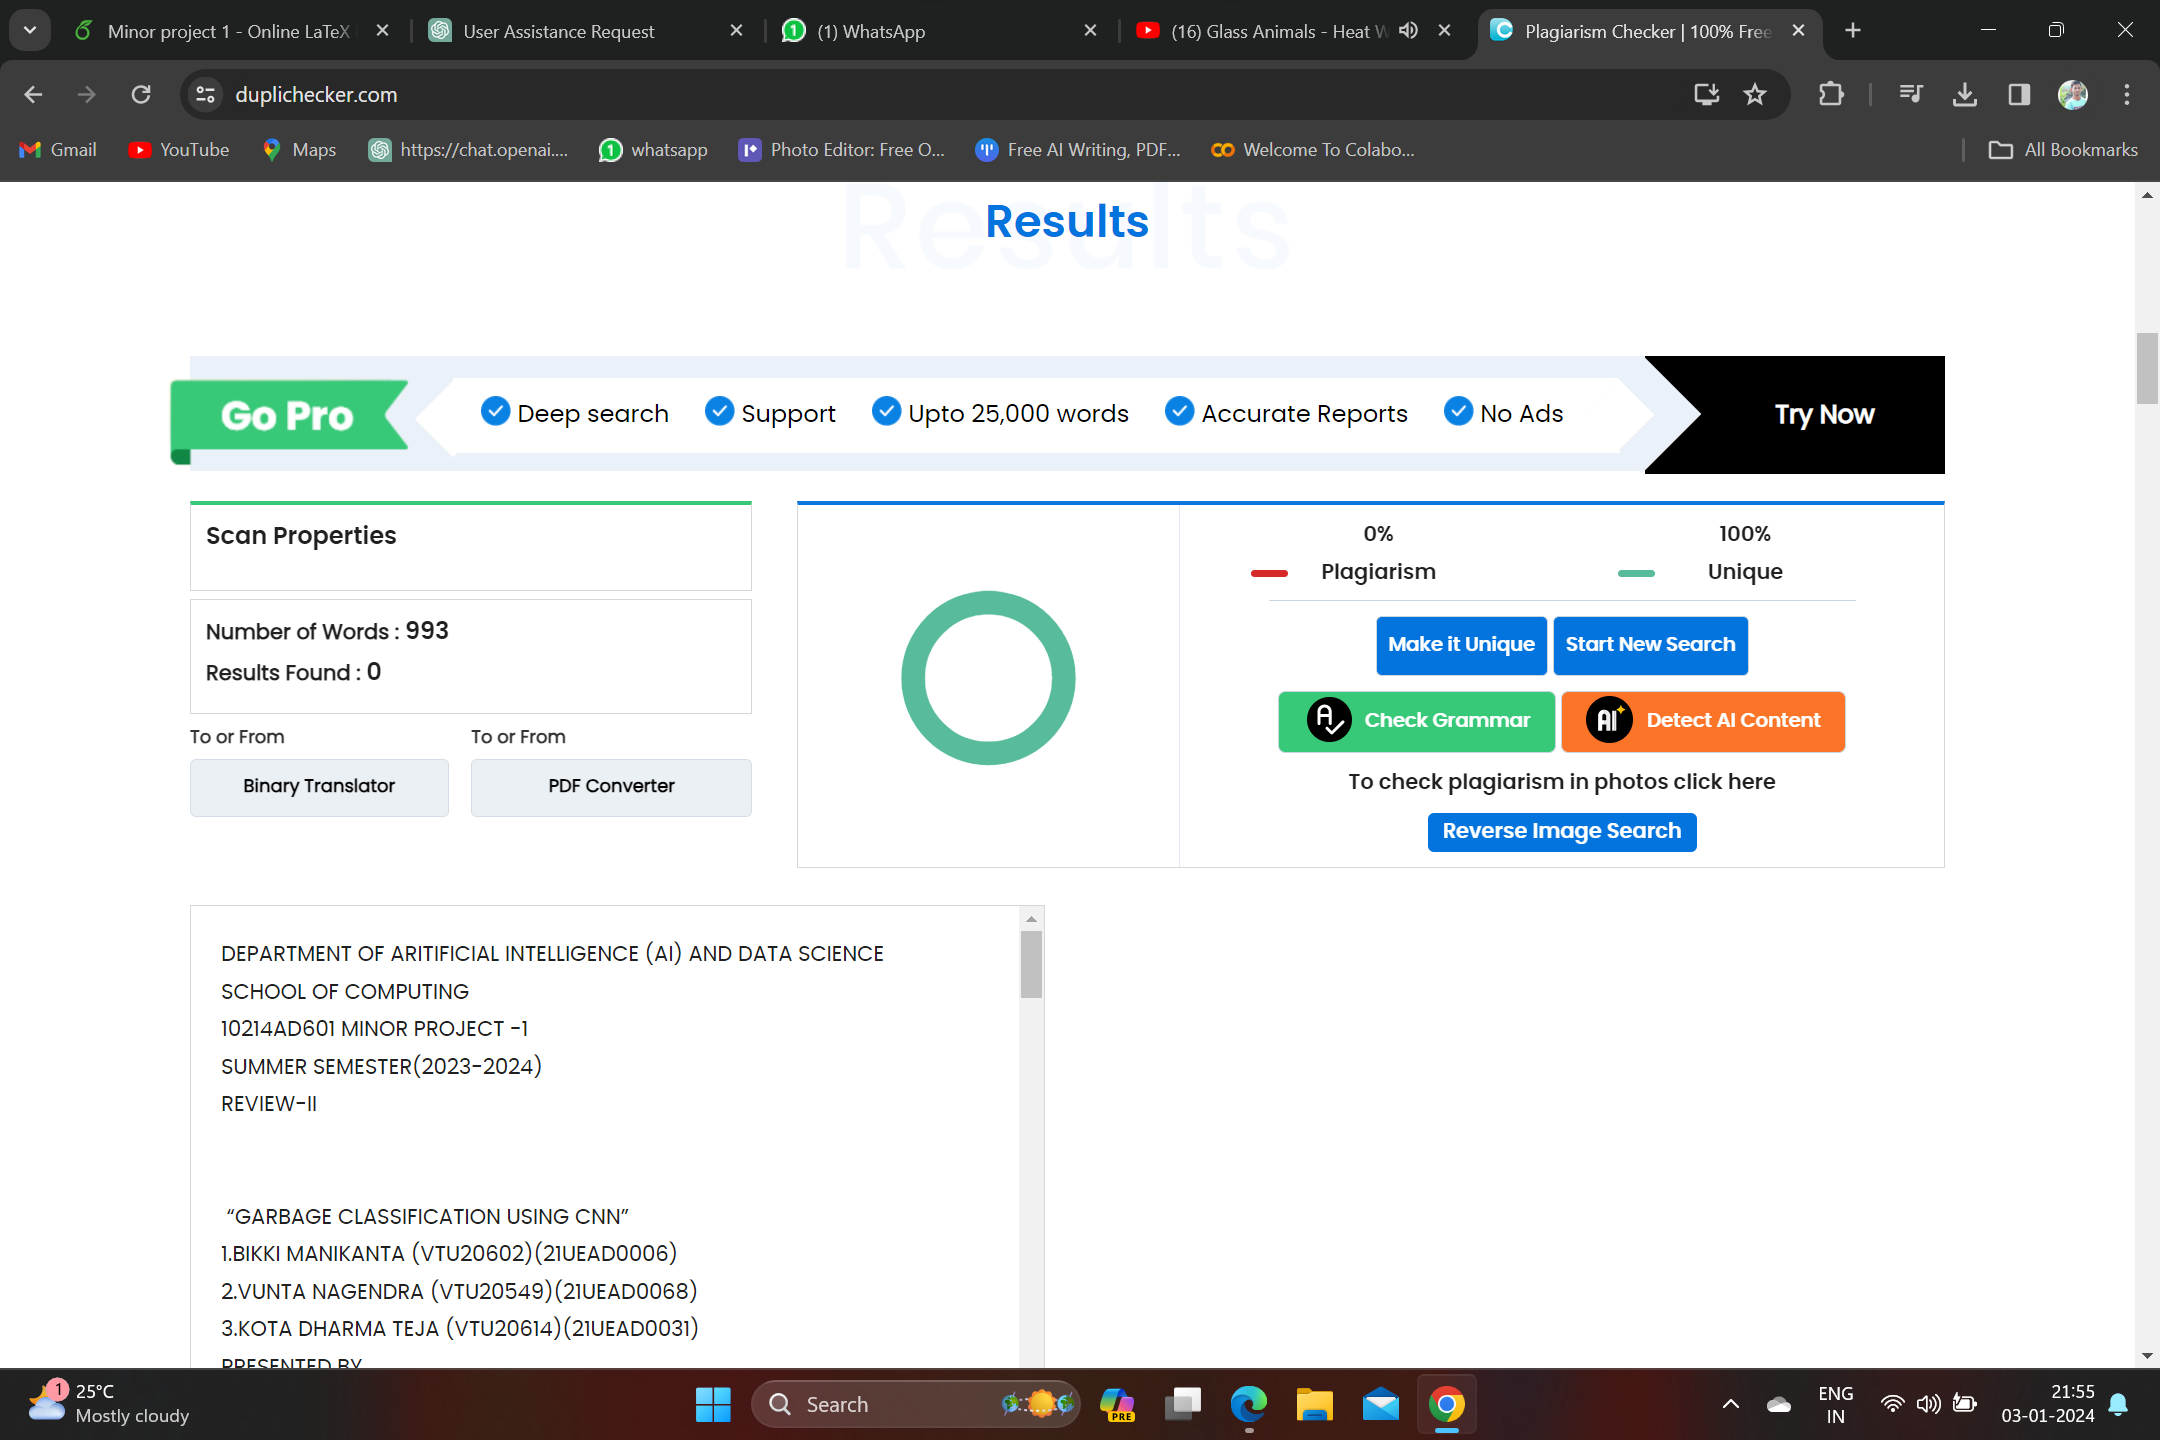 Minor project 1 - Online LaTeX
User Assistance Request
(1) WhatsApp
(16) Glass Animals - Heat W
Plagiarism Checker | 100% Free
duplichecker.com
Gmail
YouTube
Maps
https://chat.openai....
1
whatsapp
Photo Editor: Free O...
Free AI Writing, PDF...
Welcome To Colabo...
All Bookmarks
Results
Results
Go Pro
Deep search
Support
Upto 25,000 words
Accurate Reports
No Ads
Try Now
Scan Properties
Number of Words : 993
Results Found : 0
To or From
To or From
Binary Translator
PDF Converter
0%
100%
Plagiarism
Unique
Make it Unique
Start New Search
Check Grammar
AI
Detect AI Content
To check plagiarism in photos click here
Reverse Image Search
DEPARTMENT OF ARITIFICIAL INTELLIGENCE (AI) AND DATA SCIENCE
SCHOOL OF COMPUTING
10214AD601 MINOR PROJECT -1
SUMMER SEMESTER(2023-2024)
REVIEW-II
“GARBAGE CLASSIFICATION USING CNN”
1.BIKKI MANIKANTA (VTU20602)(21UEAD0006)
2.VUNTA NAGENDRA (VTU20549)(21UEAD0068)
3.KOTA DHARMA TEJA (VTU20614)(21UEAD0031)
PRESENTED BY
1
25°C
Mostly cloudy
Search
PRE
ENG
IN
21:55
03-01-2024